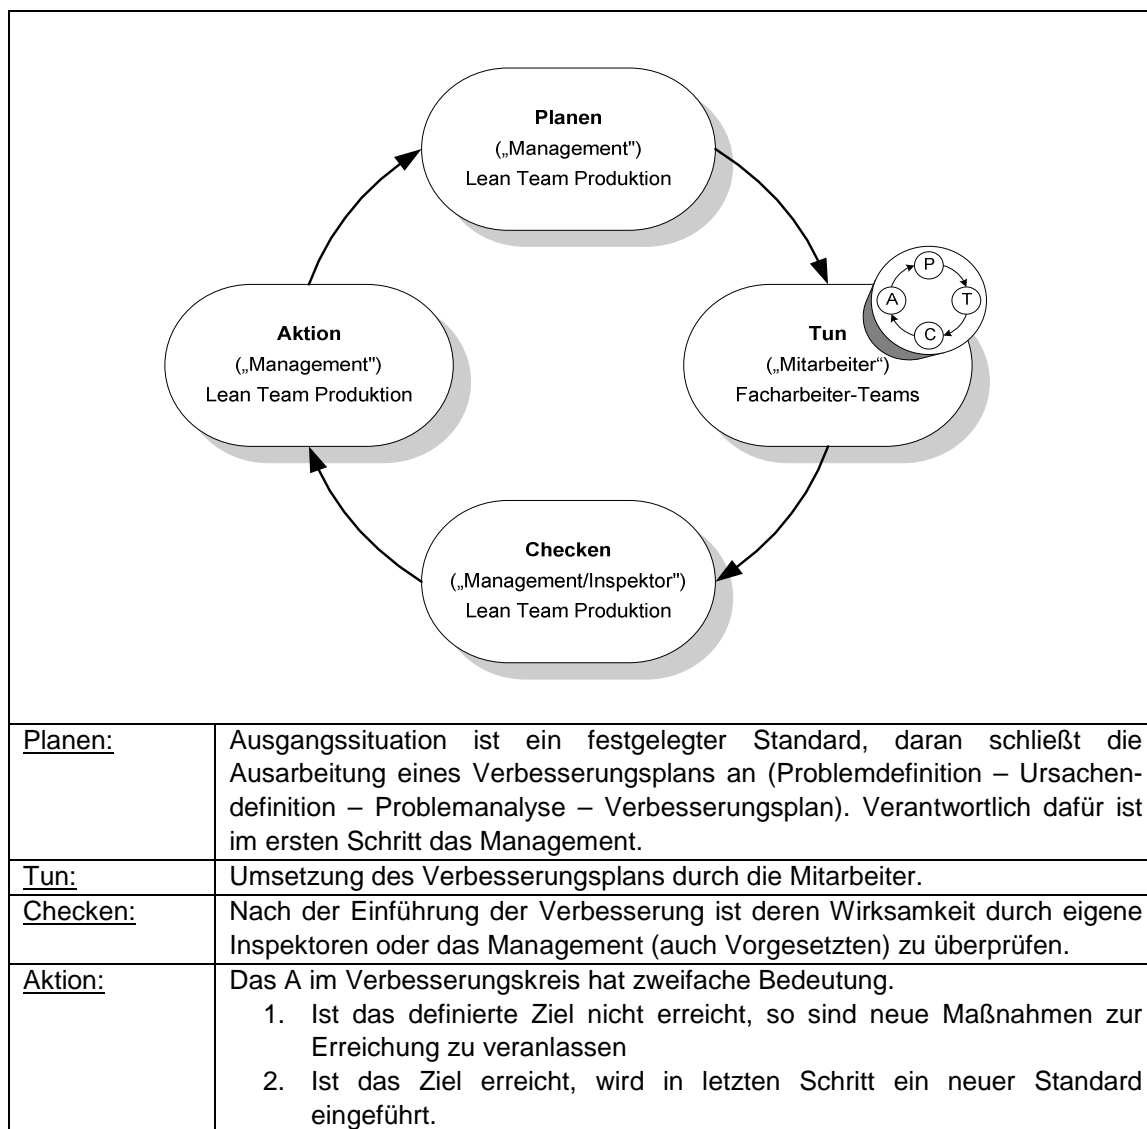 Planen
(„Management")
Lean Team Produktion
P
A
T
C
Aktion
(„Management")
Lean Team Produktion
Tun
(„Mitarbeiter“)
Facharbeiter-Teams
Checken
(„Management/Inspektor")
Lean Team Produktion
Planen:
Ausgangssituation ist ein festgelegter Standard, daran schließt die
Ausarbeitung eines Verbesserungsplans an (Problemdefinition – Ursachen-
definition – Problemanalyse – Verbesserungsplan). Verantwortlich dafür ist
im ersten Schritt das Management.
Tun:
Umsetzung des Verbesserungsplans durch die Mitarbeiter.
Checken:
Nach der Einführung der Verbesserung ist deren Wirksamkeit durch eigene
Inspektoren oder das Management (auch Vorgesetzten) zu überprüfen.
Aktion:
Das A im Verbesserungskreis hat zweifache Bedeutung.
1. Ist das definierte Ziel nicht erreicht, so sind neue Maßnahmen zur
Erreichung zu veranlassen
2. Ist das Ziel erreicht, wird in letzten Schritt ein neuer Standard
eingeführt.